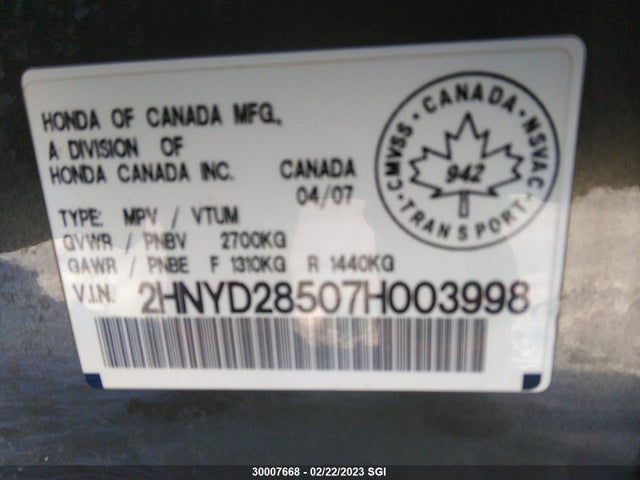 HONDA OF CANADA MFG.,
A DIVISION OF
HONDA CANADA INC. CANADA
04/07
TYPE: MPV / VTUM
GVWR / PNBV 2700KG
GAWR / PNBE F 1310KG R 1440KG
V.I.N. 2HNYD28507H003998
CMVSS • CANADA • NSVAC
942
TRANSPORT
30007668 - 02/22/2023 SGI